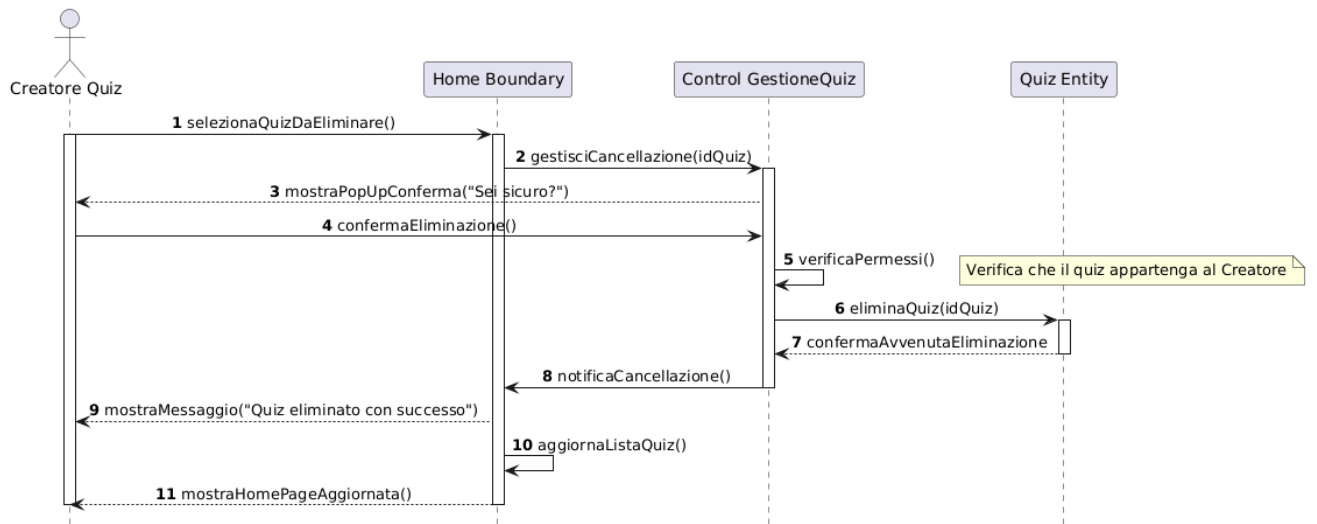 Creatore Quiz
Home Boundary
Control GestioneQuiz
Quiz Entity
1 selezionaQuizDaEliminare()
2 gestisciCancellazione(idQuiz)
3 mostraPopUpConferma("Sei sicuro?")
4 confermaEliminazione()
5 verificaPermessi()
Verifica che il quiz appartenga al Creatore
6 eliminaQuiz(idQuiz)
7 confermaAvvenutaEliminazione
8 notificaCancellazione()
9 mostraMessaggio("Quiz eliminato con successo")
10 aggiornaListaQuiz()
11 mostraHomePageAggiornata()